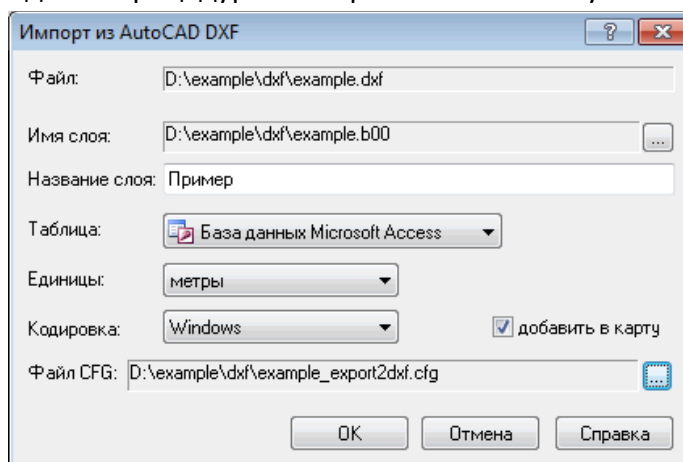 Импорт из AutoCAD DXF
Файл: D:\example\dxf\example.dxf
Имя слоя: D:\example\dxf\example.b00 ...
Название слоя: Пример
Таблица: База данных Microsoft Access
Единицы: метры
Кодировка: Windows добавить в карту
Файл CFG: D:\example\dxf\example_export2dxf.cfg ...
OK Отмена Справка